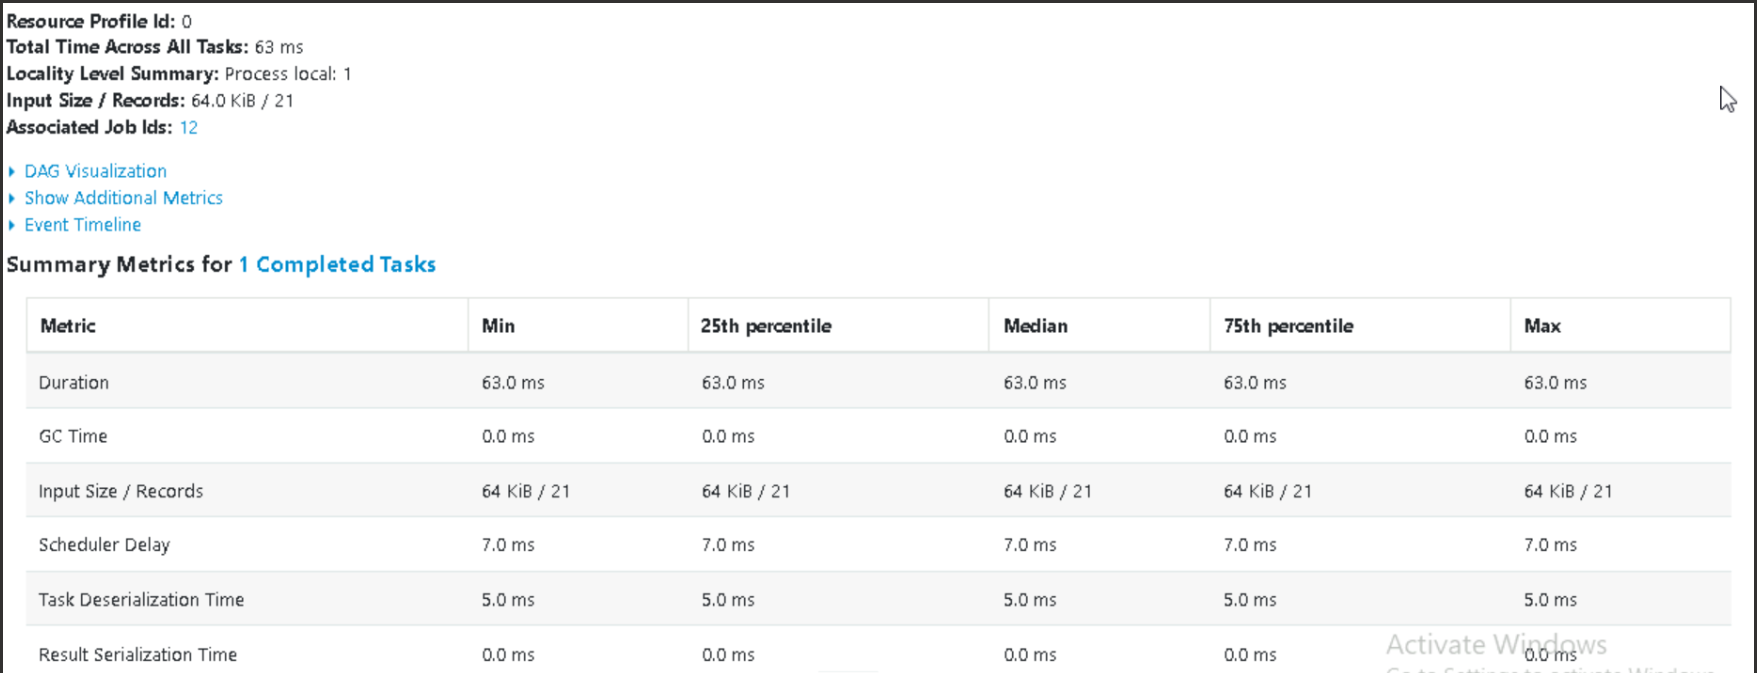 Resource Profile Id: 0
Total Time Across All Tasks: 63 ms
Locality Level Summary: Process local: 1
Input Size / Records: 64.0 KiB / 21
Associated Job Ids: 12
DAG Visualization
Show Additional Metrics
Event Timeline
Summary Metrics for 1 Completed Tasks
Metric Min 25th percentile Median 75th percentile Max
Duration 63.0 ms 63.0 ms 63.0 ms 63.0 ms 63.0 ms
GC Time 0.0 ms 0.0 ms 0.0 ms 0.0 ms 0.0 ms
Input Size / Records 64 KiB / 21 64 KiB / 21 64 KiB / 21 64 KiB / 21 64 KiB / 21
Scheduler Delay 7.0 ms 7.0 ms 7.0 ms 7.0 ms 7.0 ms
Task Deserialization Time 5.0 ms 5.0 ms 5.0 ms 5.0 ms 5.0 ms
Result Serialization Time 0.0 ms 0.0 ms 0.0 ms 0.0 ms 0.0 ms
Activate Windows
Go to Settings to activate Windows.